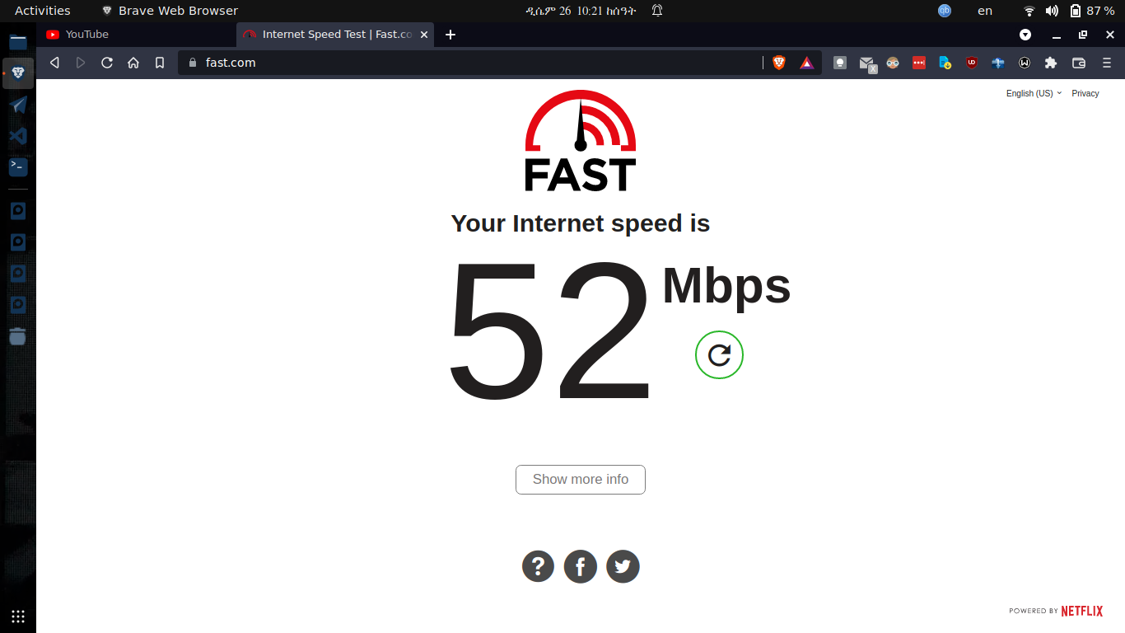 Activities
Brave Web Browser
ዲሴም 26 10:21 ከሰዓት
en
87 %
YouTube
Internet Speed Test | Fast.co
fast.com
English (US)
Privacy
FAST
Your Internet speed is
52 Mbps
Show more info
POWERED BY NETFLIX